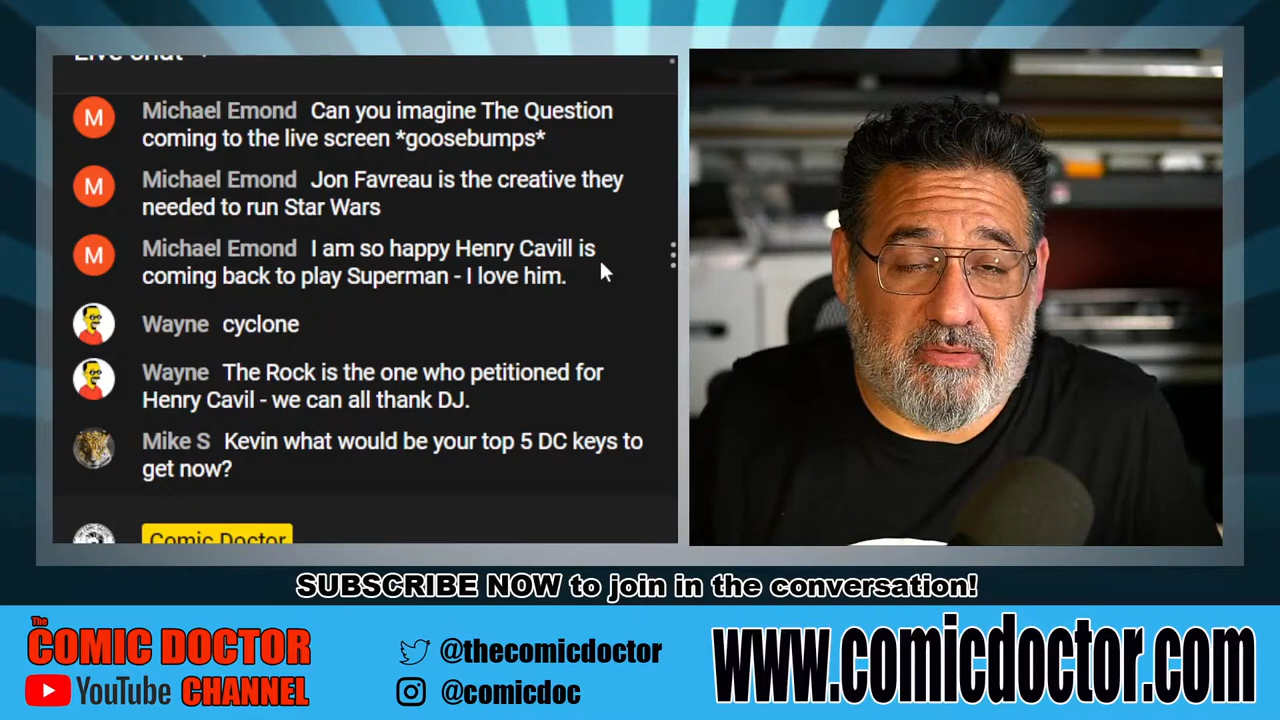 Live chat
M Michael Emond Can you imagine The Question
coming to the live screen *goosebumps*
M Michael Emond Jon Favreau is the creative they
needed to run Star Wars
M Michael Emond I am so happy Henry Cavill is
coming back to play Superman - I love him.
Wayne cyclone
Wayne The Rock is the one who petitioned for
Henry Cavil - we can all thank DJ.
Mike S Kevin what would be your top 5 DC keys to
get now?
Comic Doctor
SUBSCRIBE NOW to join in the conversation!
The
COMIC DOCTOR
YouTube CHANNEL
@thecomicdoctor
@comicdoc
www.comicdoctor.com